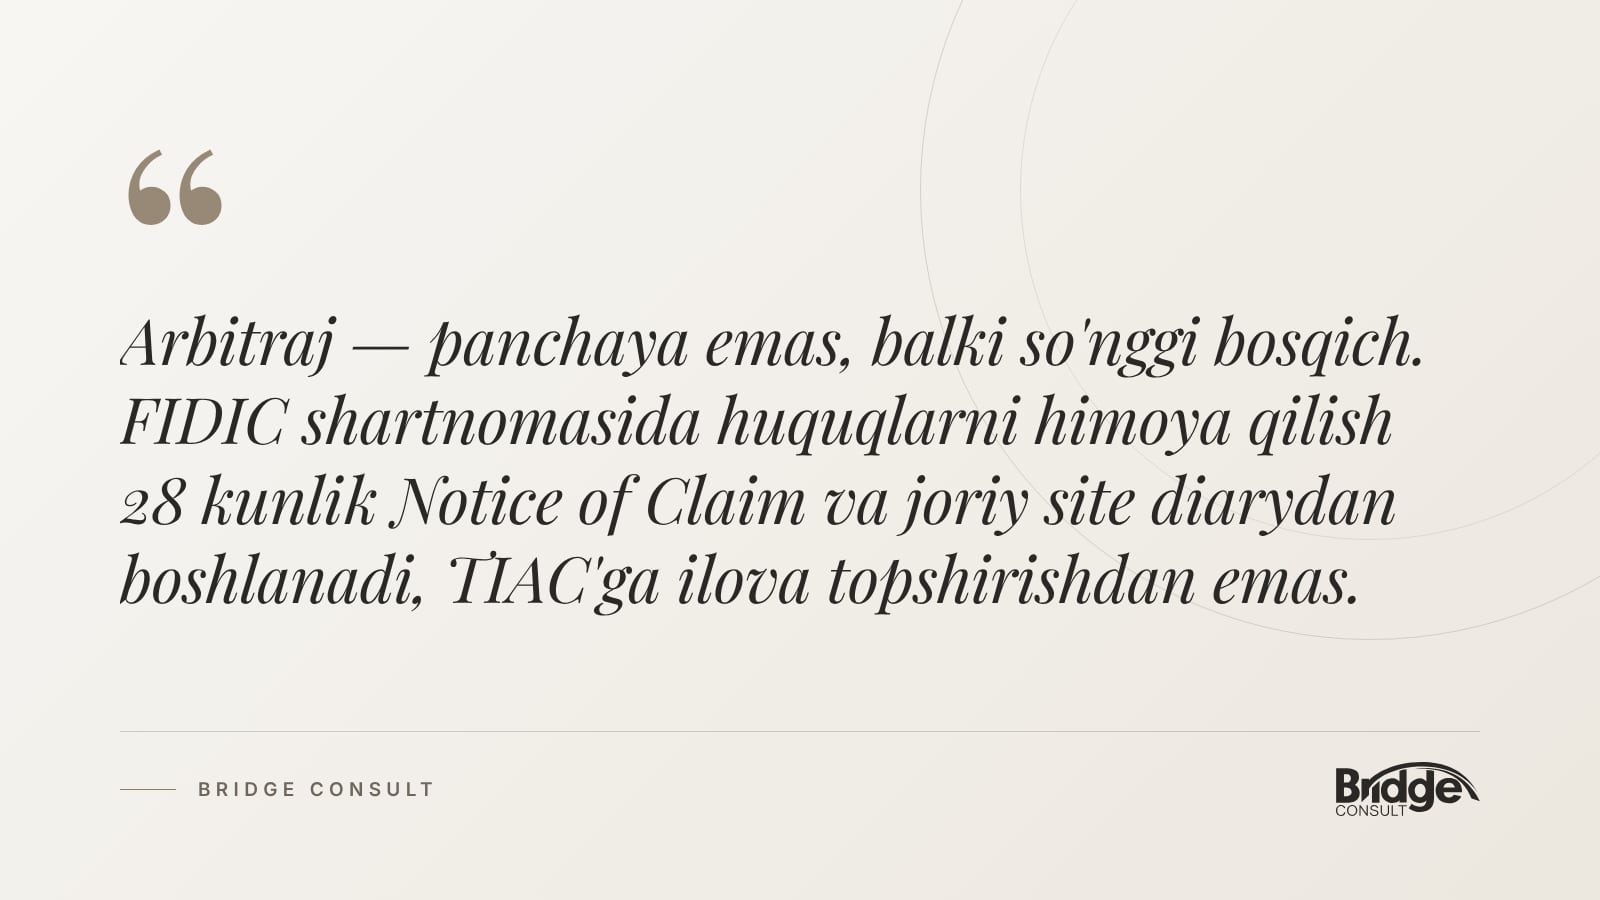 “
Arbitraj — panchaya emas, balki so'nggi bosqich.
FIDIC shartnomasida huquqlarni himoya qilish
28 kunlik Notice of Claim va joriy site diarydan
boshlanadi, TIAC'ga ilova topshirishdan emas.
BRIDGE CONSULT
Bridge
CONSULT